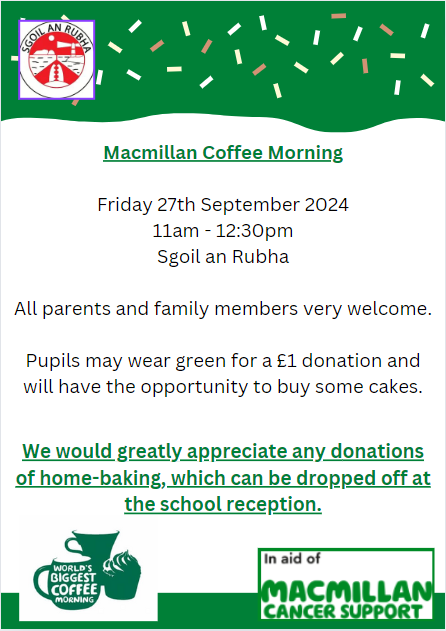 SGOIL AN RUBHA
Macmillan Coffee Morning
Friday 27th September 2024
11am - 12:30pm
Sgoil an Rubha
All parents and family members very welcome.
Pupils may wear green for a £1 donation and
will have the opportunity to buy some cakes.
We would greatly appreciate any donations
of home-baking, which can be dropped off at
the school reception.
WORLD'S
BIGGEST
COFFEE
MORNING
In aid of
MACMILLAN
CANCER SUPPORT